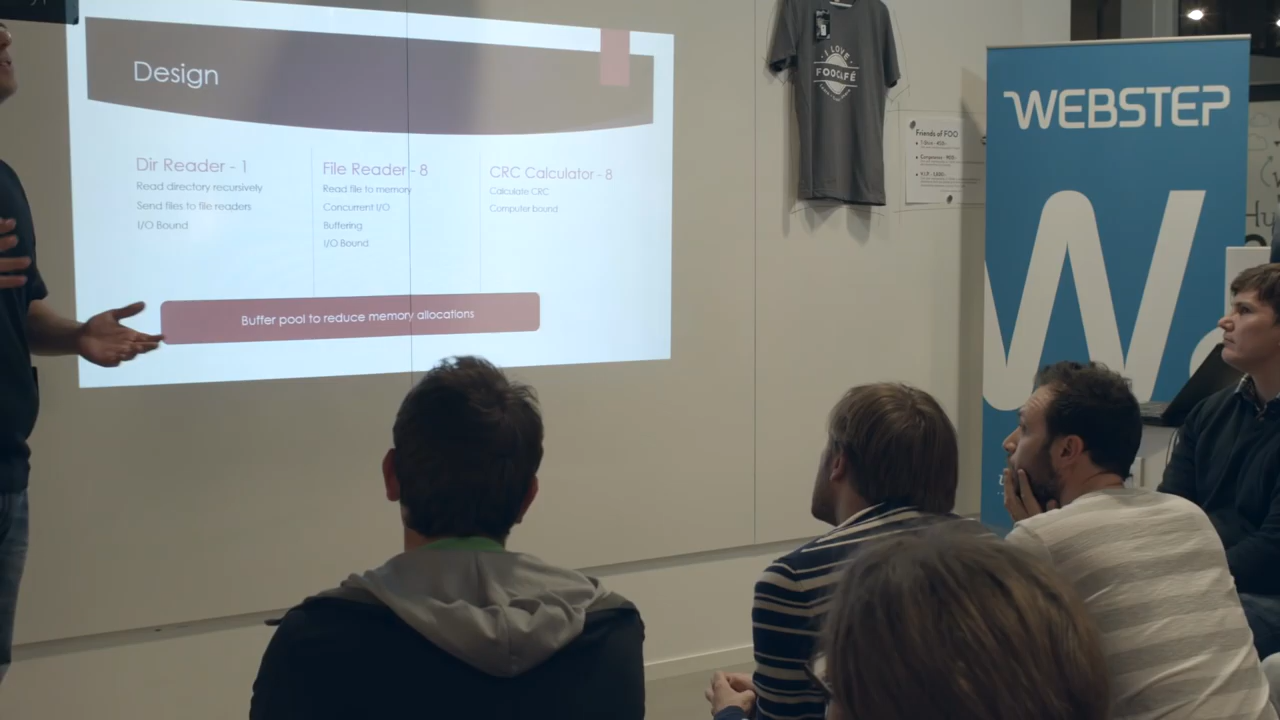 Design
Dir Reader - 1
Read directory recursively
Send files to file readers
I/O Bound
File Reader - 8
Read file to memory
Concurrent I/O
Buffering
I/O Bound
CRC Calculator - 8
Calculate CRC
Computer bound
Buffer pool to reduce memory allocations
I LOVE
FOOCAFÉ
Friends of FOO
WEBSTEP
W